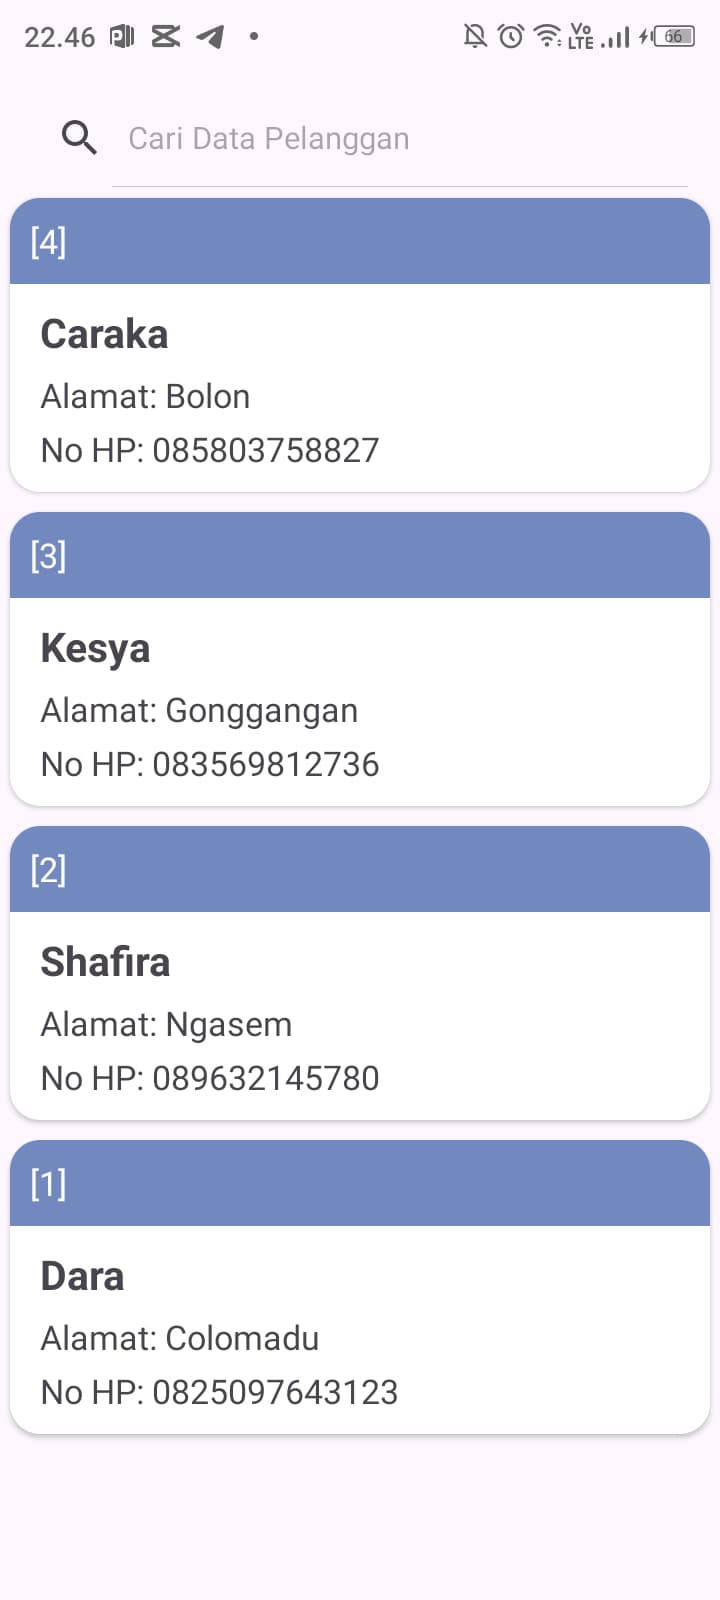 22.46
Vo LTE
66
Cari Data Pelanggan
[4]
Caraka
Alamat: Bolon
No HP: 085803758827
[3]
Kesya
Alamat: Gonggangan
No HP: 083569812736
[2]
Shafira
Alamat: Ngasem
No HP: 089632145780
[1]
Dara
Alamat: Colomadu
No HP: 0825097643123